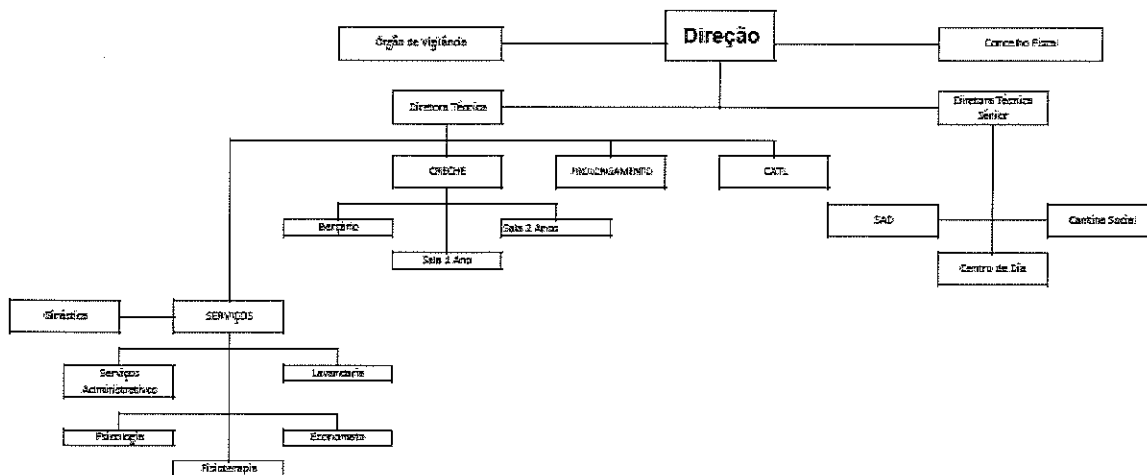 Direção
Órgão de Vigilância
Concelho Fiscal
Diretora Técnica
Diretora Técnica
Sénior
CRECHE
PROLONGAMENTO
CATL
Berçário
Sala 2 Anos
SAD
Cantina Social
Sala 1 Ano
Centro de Dia
Ginástica
SERVIÇOS
Serviços
Administrativos
Lavandaria
Psicologia
Economato
Fisioterapia